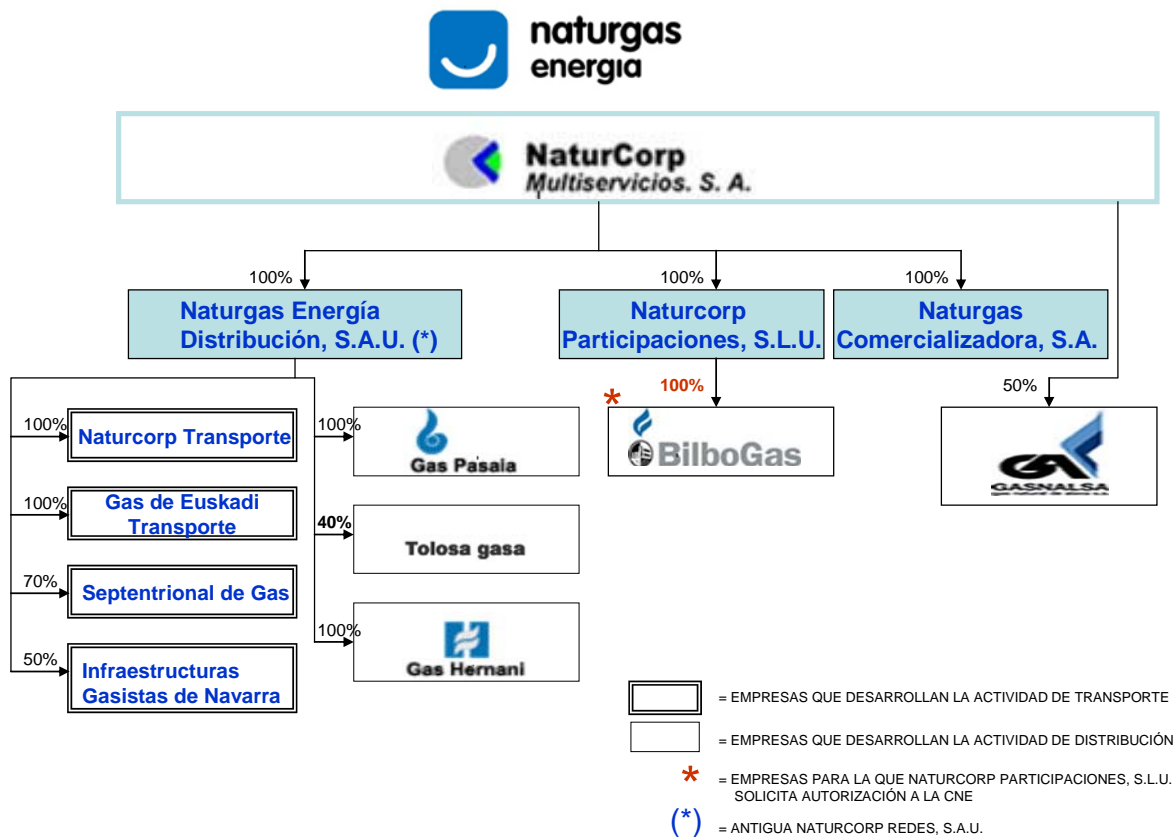 naturgas
energia
NaturCorp
Multiservicios. S. A.
100%
100%
100%
Naturgas Energía
Distribución, S.A.U. (*)
Naturcorp
Participaciones, S.L.U.
Naturgas
Comercializadora, S.A.
100%
Naturcorp Transporte
100%
Gas de Euskadi
Transporte
70%
Septentrional de Gas
50%
Infraestructuras
Gasistas de Navarra
100%
Gas Pasaia
40%
Tolosa gasa
100%
Gas Hernani
*
100%
BilboGas
50%
GASNALSA
= EMPRESAS QUE DESARROLLAN LA ACTIVIDAD DE TRANSPORTE
= EMPRESAS QUE DESARROLLAN LA ACTIVIDAD DE DISTRIBUCIÓN
* = EMPRESAS PARA LA QUE NATURCORP PARTICIPACIONES, S.L.U.
SOLICITA AUTORIZACIÓN A LA CNE
(*) = ANTIGUA NATURCORP REDES, S.A.U.